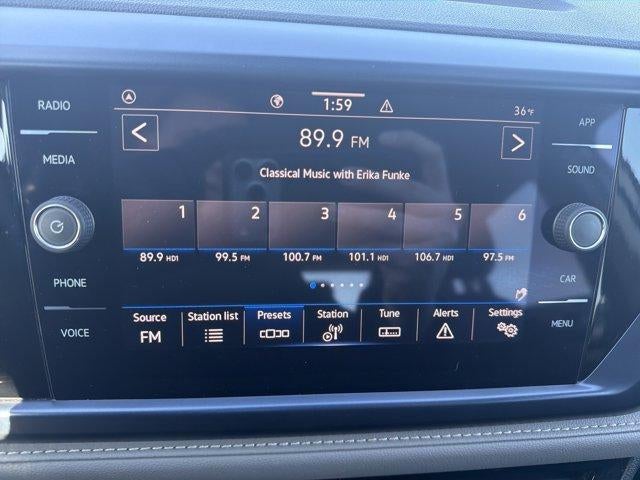 RADIO
MEDIA
PHONE
VOICE
1:59
36°F
89.9 FM
Classical Music with Erika Funke
1 2 3 4 5 6
89.9 HD1 99.5 FM 100.7 FM 101.1 HD1 106.7 HD1 97.5 FM
Source Station list Presets Station Tune Alerts Settings
FM
APP
SOUND
CAR
MENU